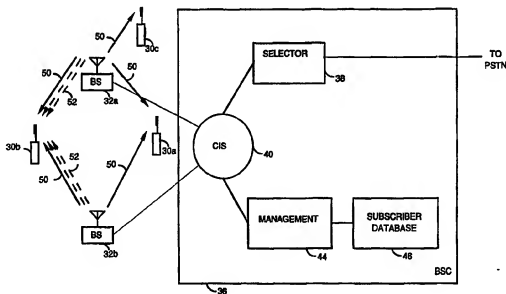 50
30c
SELECTOR
38
TO
PSTN
50
52
BS
32a
50
30b
50
30a
CIS
40
52
50
50
BS
32b
MANAGEMENT
44
SUBSCRIBER
DATABASE
46
BSC
36